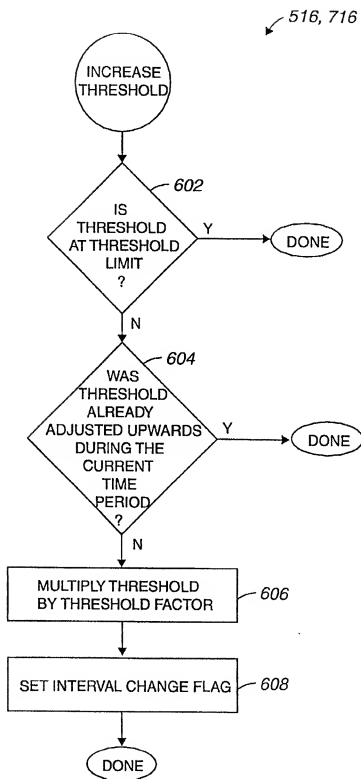 516, 716
INCREASE
THRESHOLD
602
IS
THRESHOLD
AT THRESHOLD
LIMIT
?
Y
DONE
N
604
WAS
THRESHOLD
ALREADY
ADJUSTED UPWARDS
DURING THE
CURRENT
TIME
PERIOD
?
Y
DONE
N
MULTIPLY THRESHOLD
BY THRESHOLD FACTOR
606
SET INTERVAL CHANGE FLAG
608
DONE